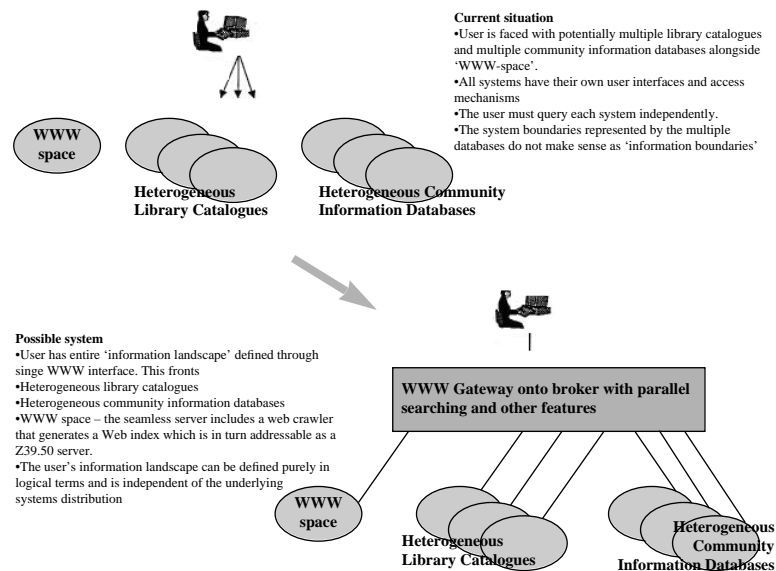 Current situation
•User is faced with potentially multiple library catalogues
and multiple community information databases alongside
‘WWW-space’.
•All systems have their own user interfaces and access
mechanisms
•The user must query each system independently.
•The system boundaries represented by the multiple
databases do not make sense as ‘information boundaries’
WWW
space
Heterogeneous
Library Catalogues
Heterogeneous Community
Information Databases
Possible system
•User has entire ‘information landscape’ defined through
singe WWW interface. This fronts
•Heterogeneous library catalogues
•Heterogeneous community information databases
•WWW space – the seamless server includes a web crawler
that generates a Web index which is in turn addressable as a
Z39.50 server.
•The user’s information landscape can be defined purely in
logical terms and is independent of the underlying
systems distribution
WWW Gateway onto broker with parallel
searching and other features
WWW
space
Heterogeneous
Library Catalogues
Heterogeneous
Community
Information Databases